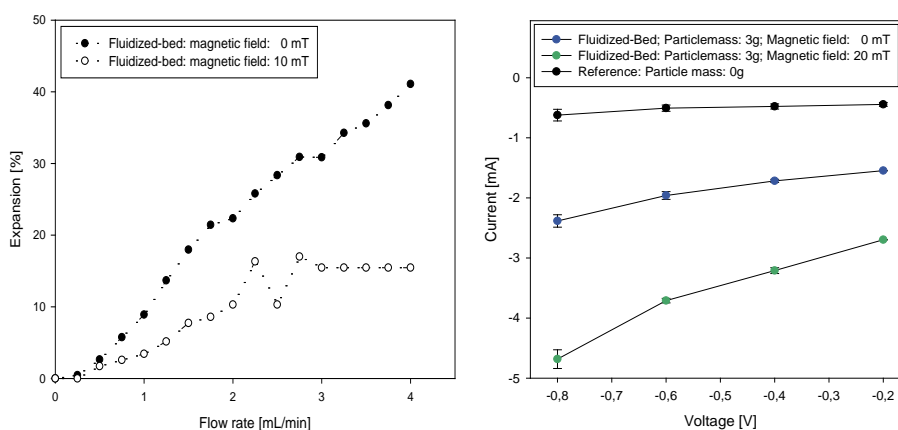 Fluidized-bed: magnetic field: 0 mT
Fluidized-bed: magnetic field: 10 mT
50
40
30
20
10
0
Expansion [%]
0 1 2 3 4
Flow rate [mL/min]
Fluidized-Bed; Particlemass: 3g; Magnetic field: 0 mT
Fluidized-Bed: Particlemass: 3g; Magnetic field: 20 mT
Reference: Particle mass: 0g
0
-1
-2
-3
-4
-5
Current [mA]
-0,8 -0,7 -0,6 -0,5 -0,4 -0,3 -0,2
Voltage [V]